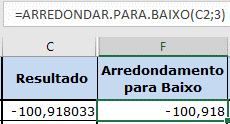 =ARREDONDAR.PARA.BAIXO(C2;3)
C F
Resultado Arredondamento
para Baixo
-100,918033 -100,918